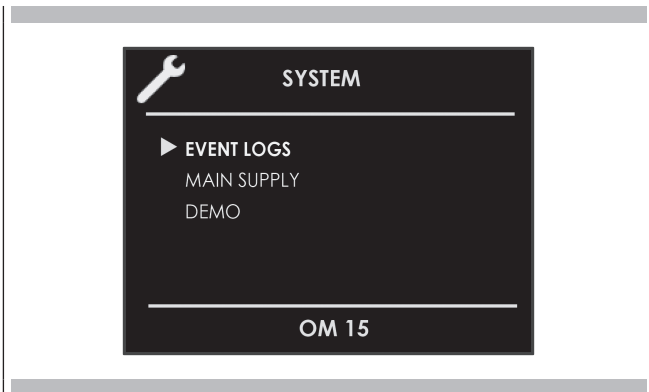 SYSTEM
EVENT LOGS
MAIN SUPPLY
DEMO
OM 15